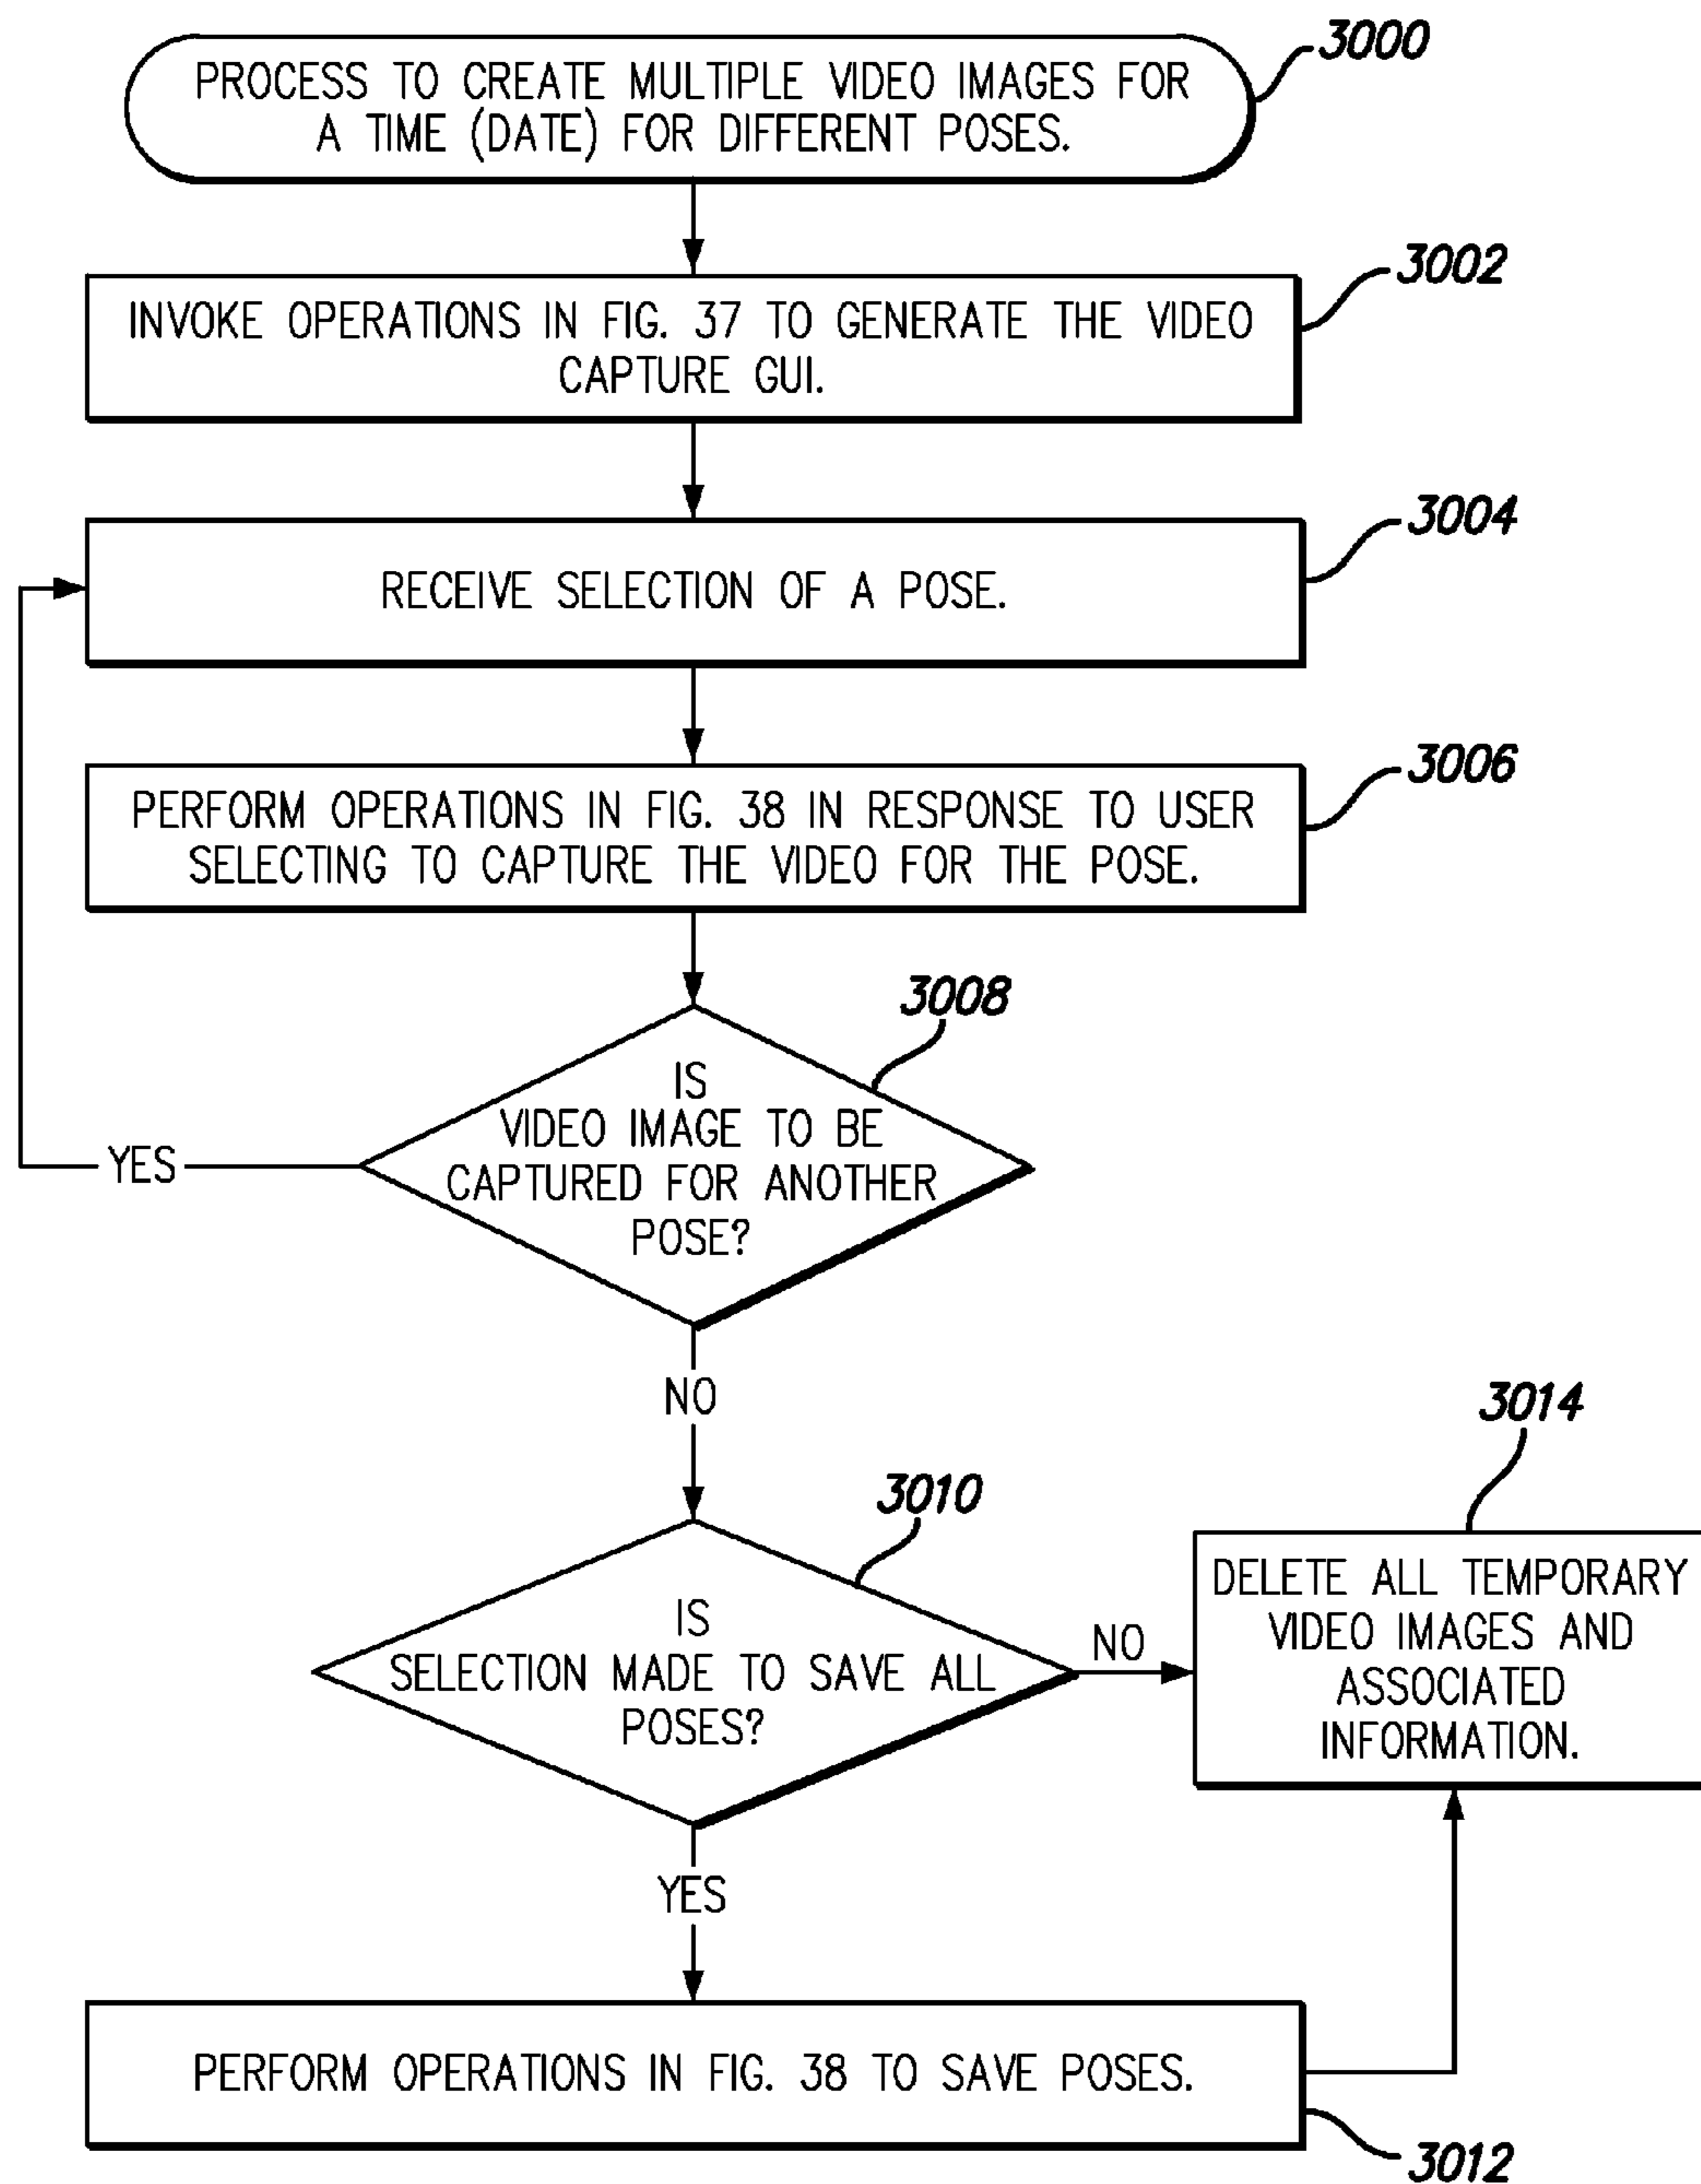 3000
PROCESS TO CREATE MULTIPLE VIDEO IMAGES FOR
A TIME (DATE) FOR DIFFERENT POSES.
3002
INVOKE OPERATIONS IN FIG. 37 TO GENERATE THE VIDEO
CAPTURE GUI.
3004
RECEIVE SELECTION OF A POSE.
3006
PERFORM OPERATIONS IN FIG. 38 IN RESPONSE TO USER
SELECTING TO CAPTURE THE VIDEO FOR THE POSE.
3008
IS
VIDEO IMAGE TO BE
CAPTURED FOR ANOTHER
POSE?
YES
NO
3010
IS
SELECTION MADE TO SAVE ALL
POSES?
NO
3014
DELETE ALL TEMPORARY
VIDEO IMAGES AND
ASSOCIATED
INFORMATION.
YES
PERFORM OPERATIONS IN FIG. 38 TO SAVE POSES.
3012